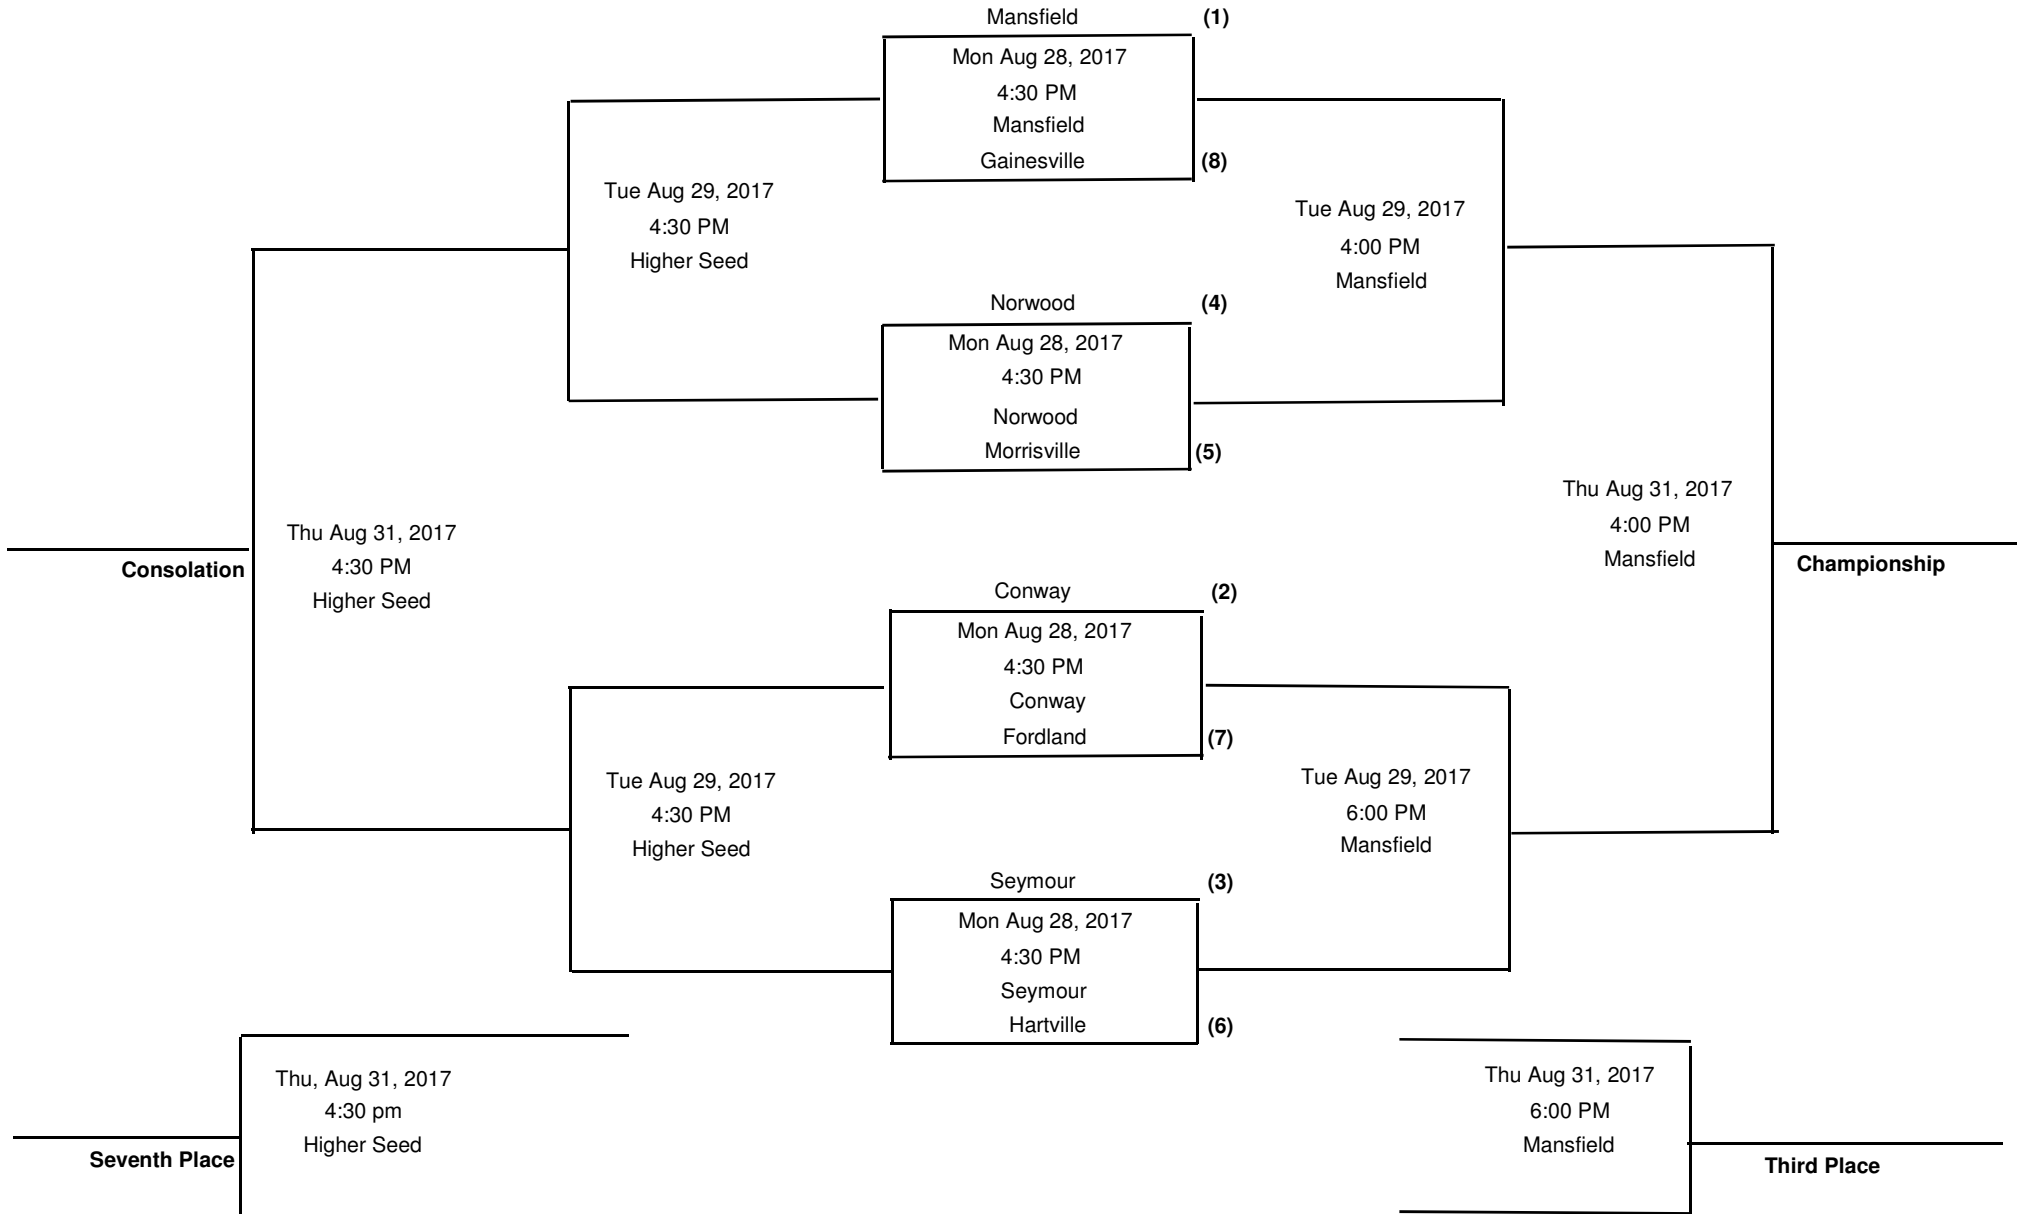 Mansfield (1)
Mon Aug 28, 2017
4:30 PM
Mansfield
Gainesville (8)
Tue Aug 29, 2017
4:30 PM
Higher Seed
Tue Aug 29, 2017
4:00 PM
Mansfield
Norwood (4)
Mon Aug 28, 2017
4:30 PM
Norwood
Morrisville (5)
Thu Aug 31, 2017
4:30 PM
Higher Seed
Consolation
Thu Aug 31, 2017
4:00 PM
Mansfield
Championship
Conway (2)
Mon Aug 28, 2017
4:30 PM
Conway
Fordland (7)
Tue Aug 29, 2017
4:30 PM
Higher Seed
Tue Aug 29, 2017
6:00 PM
Mansfield
Seymour (3)
Mon Aug 28, 2017
4:30 PM
Seymour
Hartville (6)
Thu, Aug 31, 2017
4:30 pm
Higher Seed
Seventh Place
Thu Aug 31, 2017
6:00 PM
Mansfield
Third Place